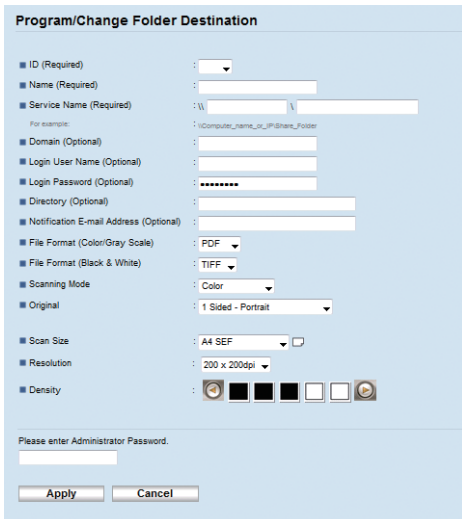 Program/Change Folder Destination
ID (Required) :
Name (Required) :
Service Name (Required) : \\ \
For example: : \\Computer_name_or_IP\Share_Folder
Domain (Optional) :
Login User Name (Optional) :
Login Password (Optional) : ••••••••
Directory (Optional) :
Notification E-mail Address (Optional) :
File Format (Color/Gray Scale) : PDF
File Format (Black & White) : TIFF
Scanning Mode : Color
Original : 1 Sided - Portrait
Scan Size : A4 SEF
Resolution : 200 x 200dpi
Density :
Please enter Administrator Password.
Apply Cancel